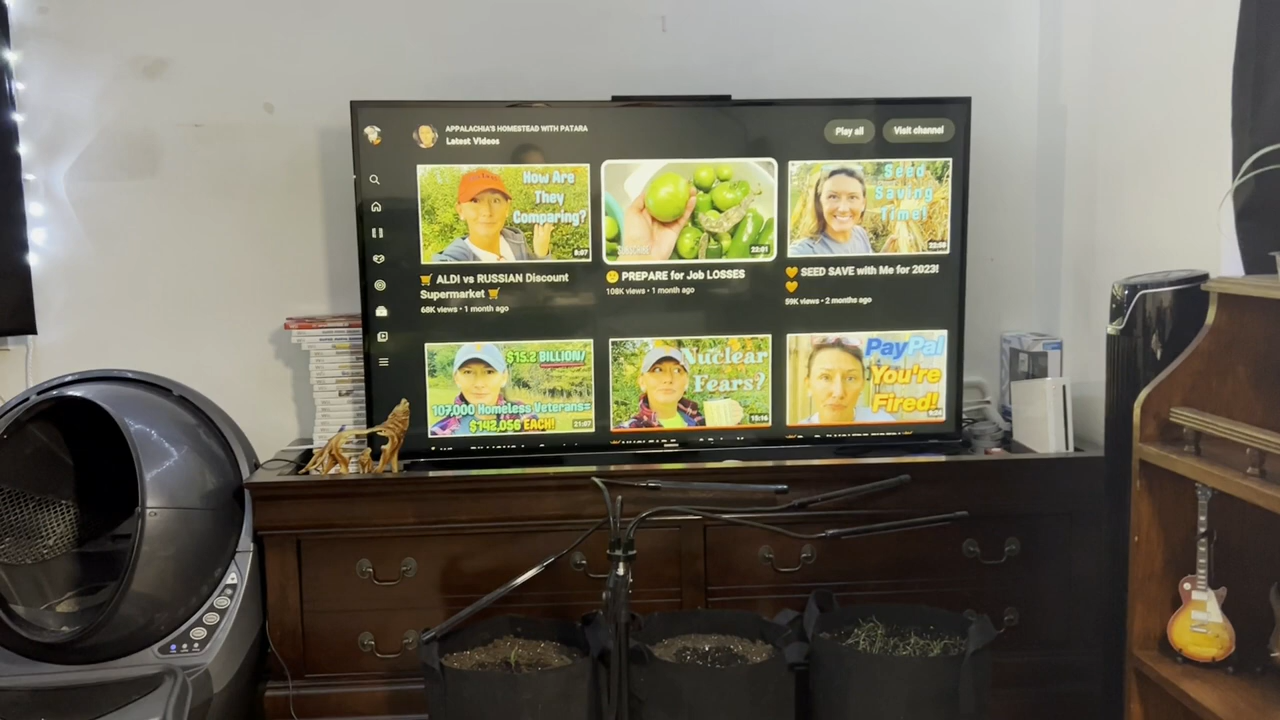 APPALACHIA'S HOMESTEAD WITH PATARA
Latest Videos
Play all
Visit channel
How Are
They
Comparing?
8:07
22:01
Seed
Saving
Time!
22:58
🛒 ALDI vs RUSSIAN Discount
Supermarket 🛒
68K views • 1 month ago
PREPARE for Job LOSSES
108K views • 1 month ago
🧡 SEED SAVE with Me for 2023!
🧡
59K views • 2 months ago
$15.2 BILLION/
107,000 Homeless Veterans=
$142,056 EACH!
21:07
Nuclear
Fears?
15:16
PayPal
You're
Fired!